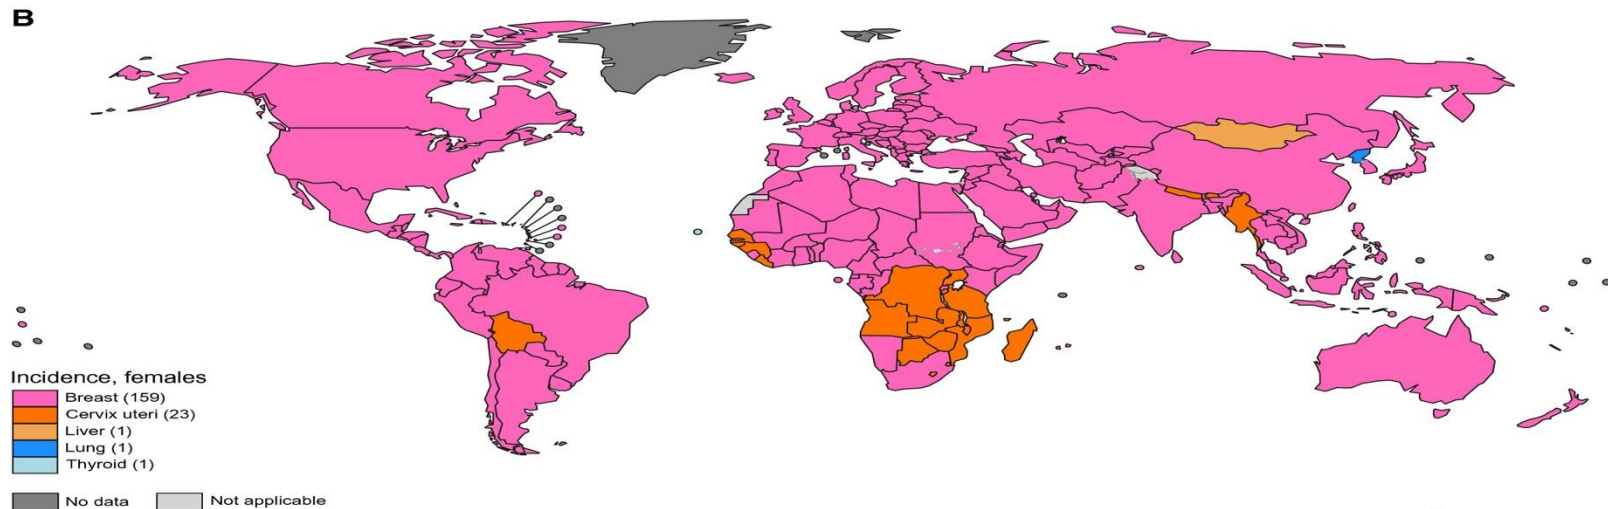 B
Incidence, females
Breast (159)
Cervix uteri (23)
Liver (1)
Lung (1)
Thyroid (1)
No data
Not applicable